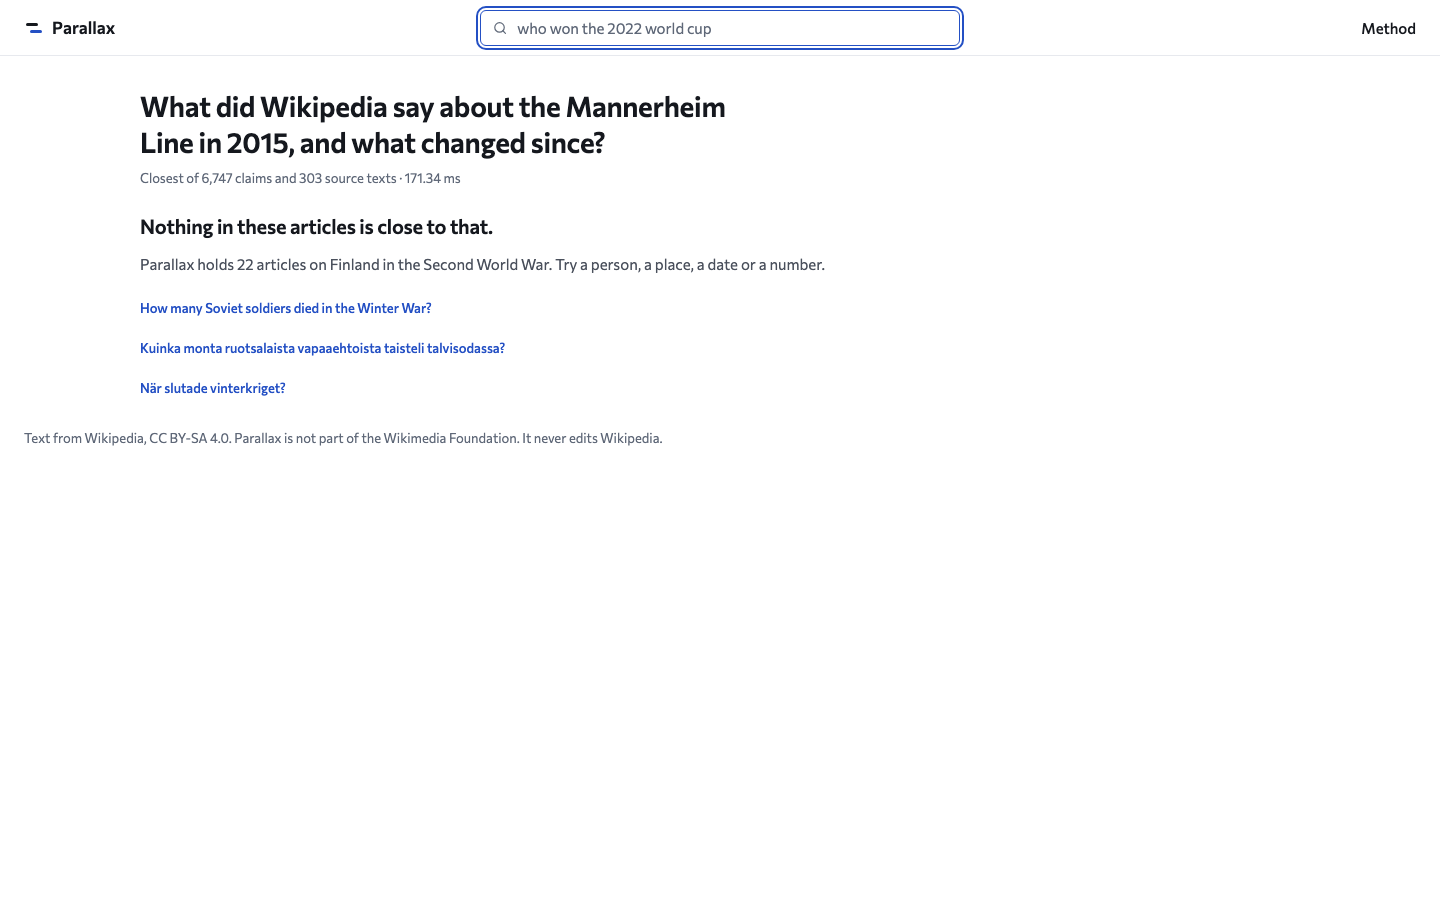 Parallax
who won the 2022 world cup
Method
What did Wikipedia say about the Mannerheim
Line in 2015, and what changed since?
Closest of 6,747 claims and 303 source texts · 171.34 ms
Nothing in these articles is close to that.
Parallax holds 22 articles on Finland in the Second World War. Try a person, a place, a date or a number.
How many Soviet soldiers died in the Winter War?
Kuinka monta ruotsalaista vapaaehtoista taisteli talvisodassa?
När slutade vinterkriget?
Text from Wikipedia, CC BY-SA 4.0. Parallax is not part of the Wikimedia Foundation. It never edits Wikipedia.